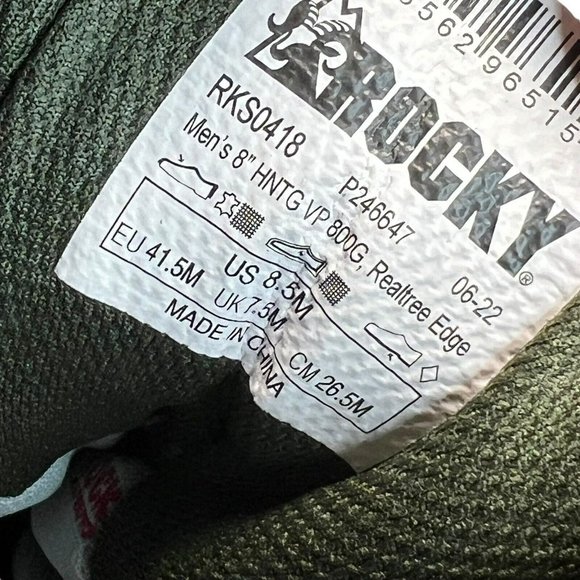 ROCKY®
RKS0418 P246647 06-22
Men's 8" HNTG VP 800G, Realtree Edge
EU 41.5M US 8.5M UK 7.5M CM 26.5M
MADE IN CHINA